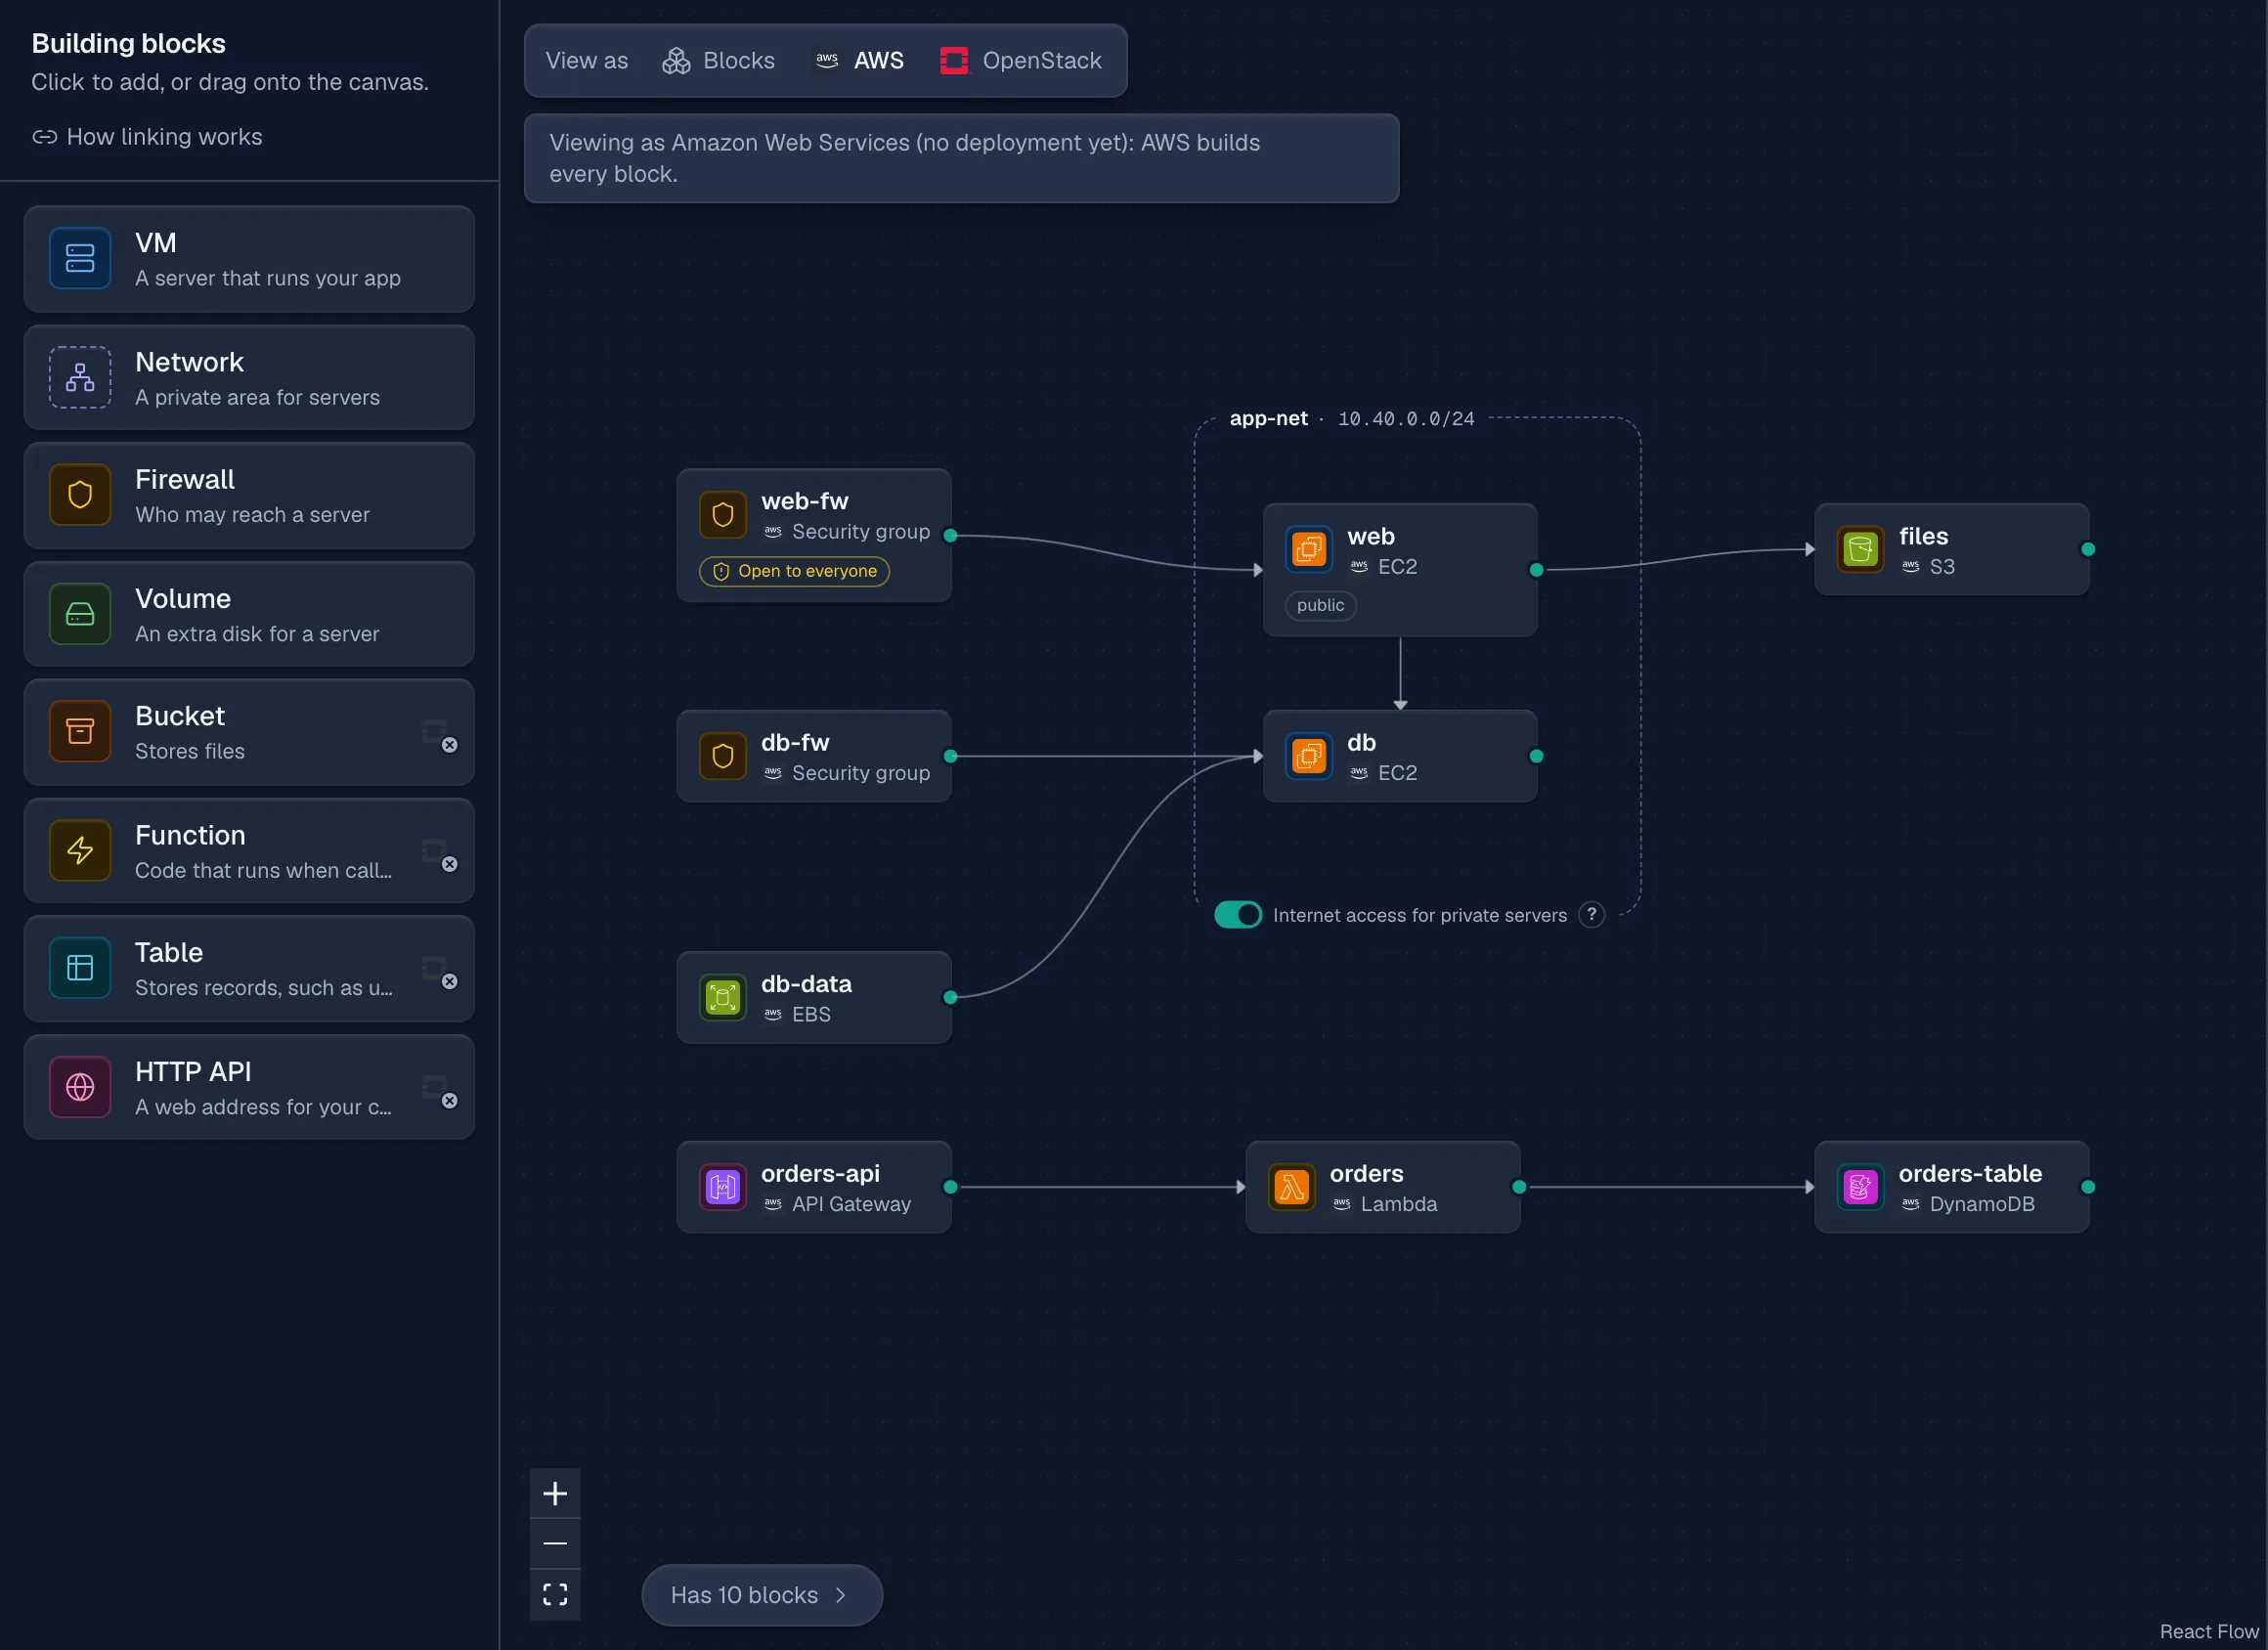 Building blocks
Click to add, or drag onto the canvas.
How linking works
VM
A server that runs your app
Network
A private area for servers
Firewall
Who may reach a server
Volume
An extra disk for a server
Bucket
Stores files
Function
Code that runs when call...
Table
Stores records, such as u...
HTTP API
A web address for your c...
View as
Blocks
aws AWS
OpenStack
Viewing as Amazon Web Services (no deployment yet): AWS builds
every block.
app-net · 10.40.0.0/24
web-fw
aws Security group
Open to everyone
web
aws EC2
public
files
aws S3
db-fw
aws Security group
db
aws EC2
Internet access for private servers ?
db-data
aws EBS
orders-api
aws API Gateway
orders
aws Lambda
orders-table
aws DynamoDB
Has 10 blocks
React Flow